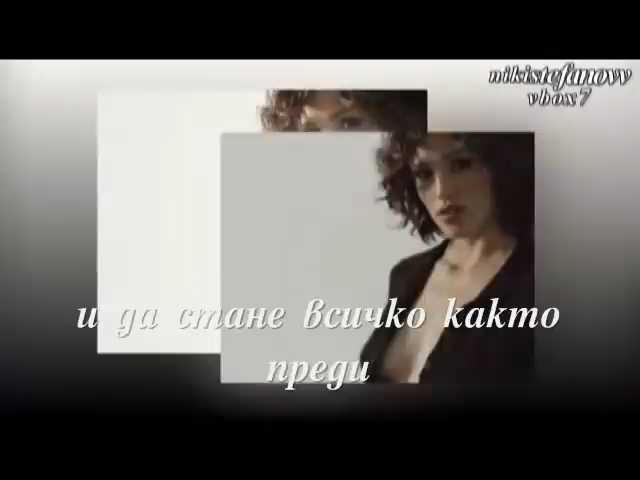 nikistefanovv
vbox7
и да стане всичко както
преди